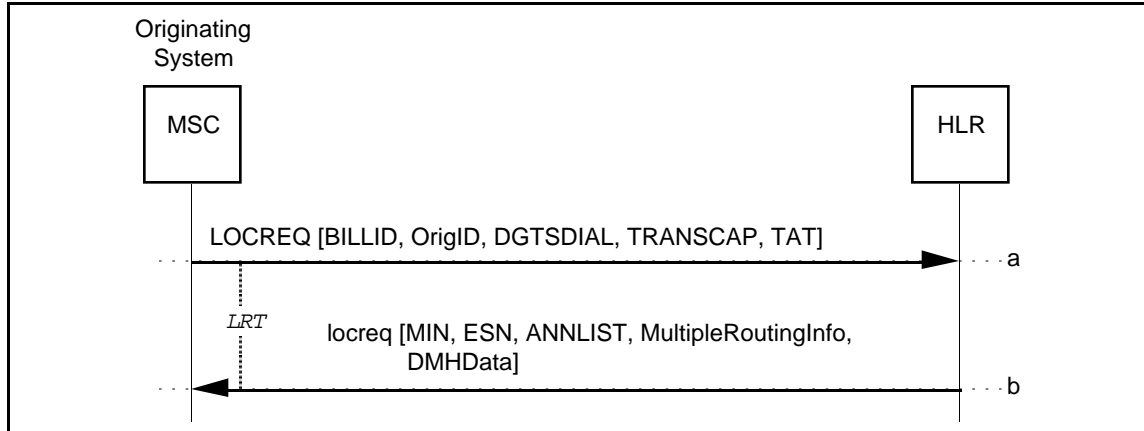 Originating
System
MSC
HLR
LOCREQ [BILLID, OrigID, DGTSDIAL, TRANSCAP, TAT]
a
LRT
locreq [MIN, ESN, ANNLIST, MultipleRoutingInfo,
DMHData]
b